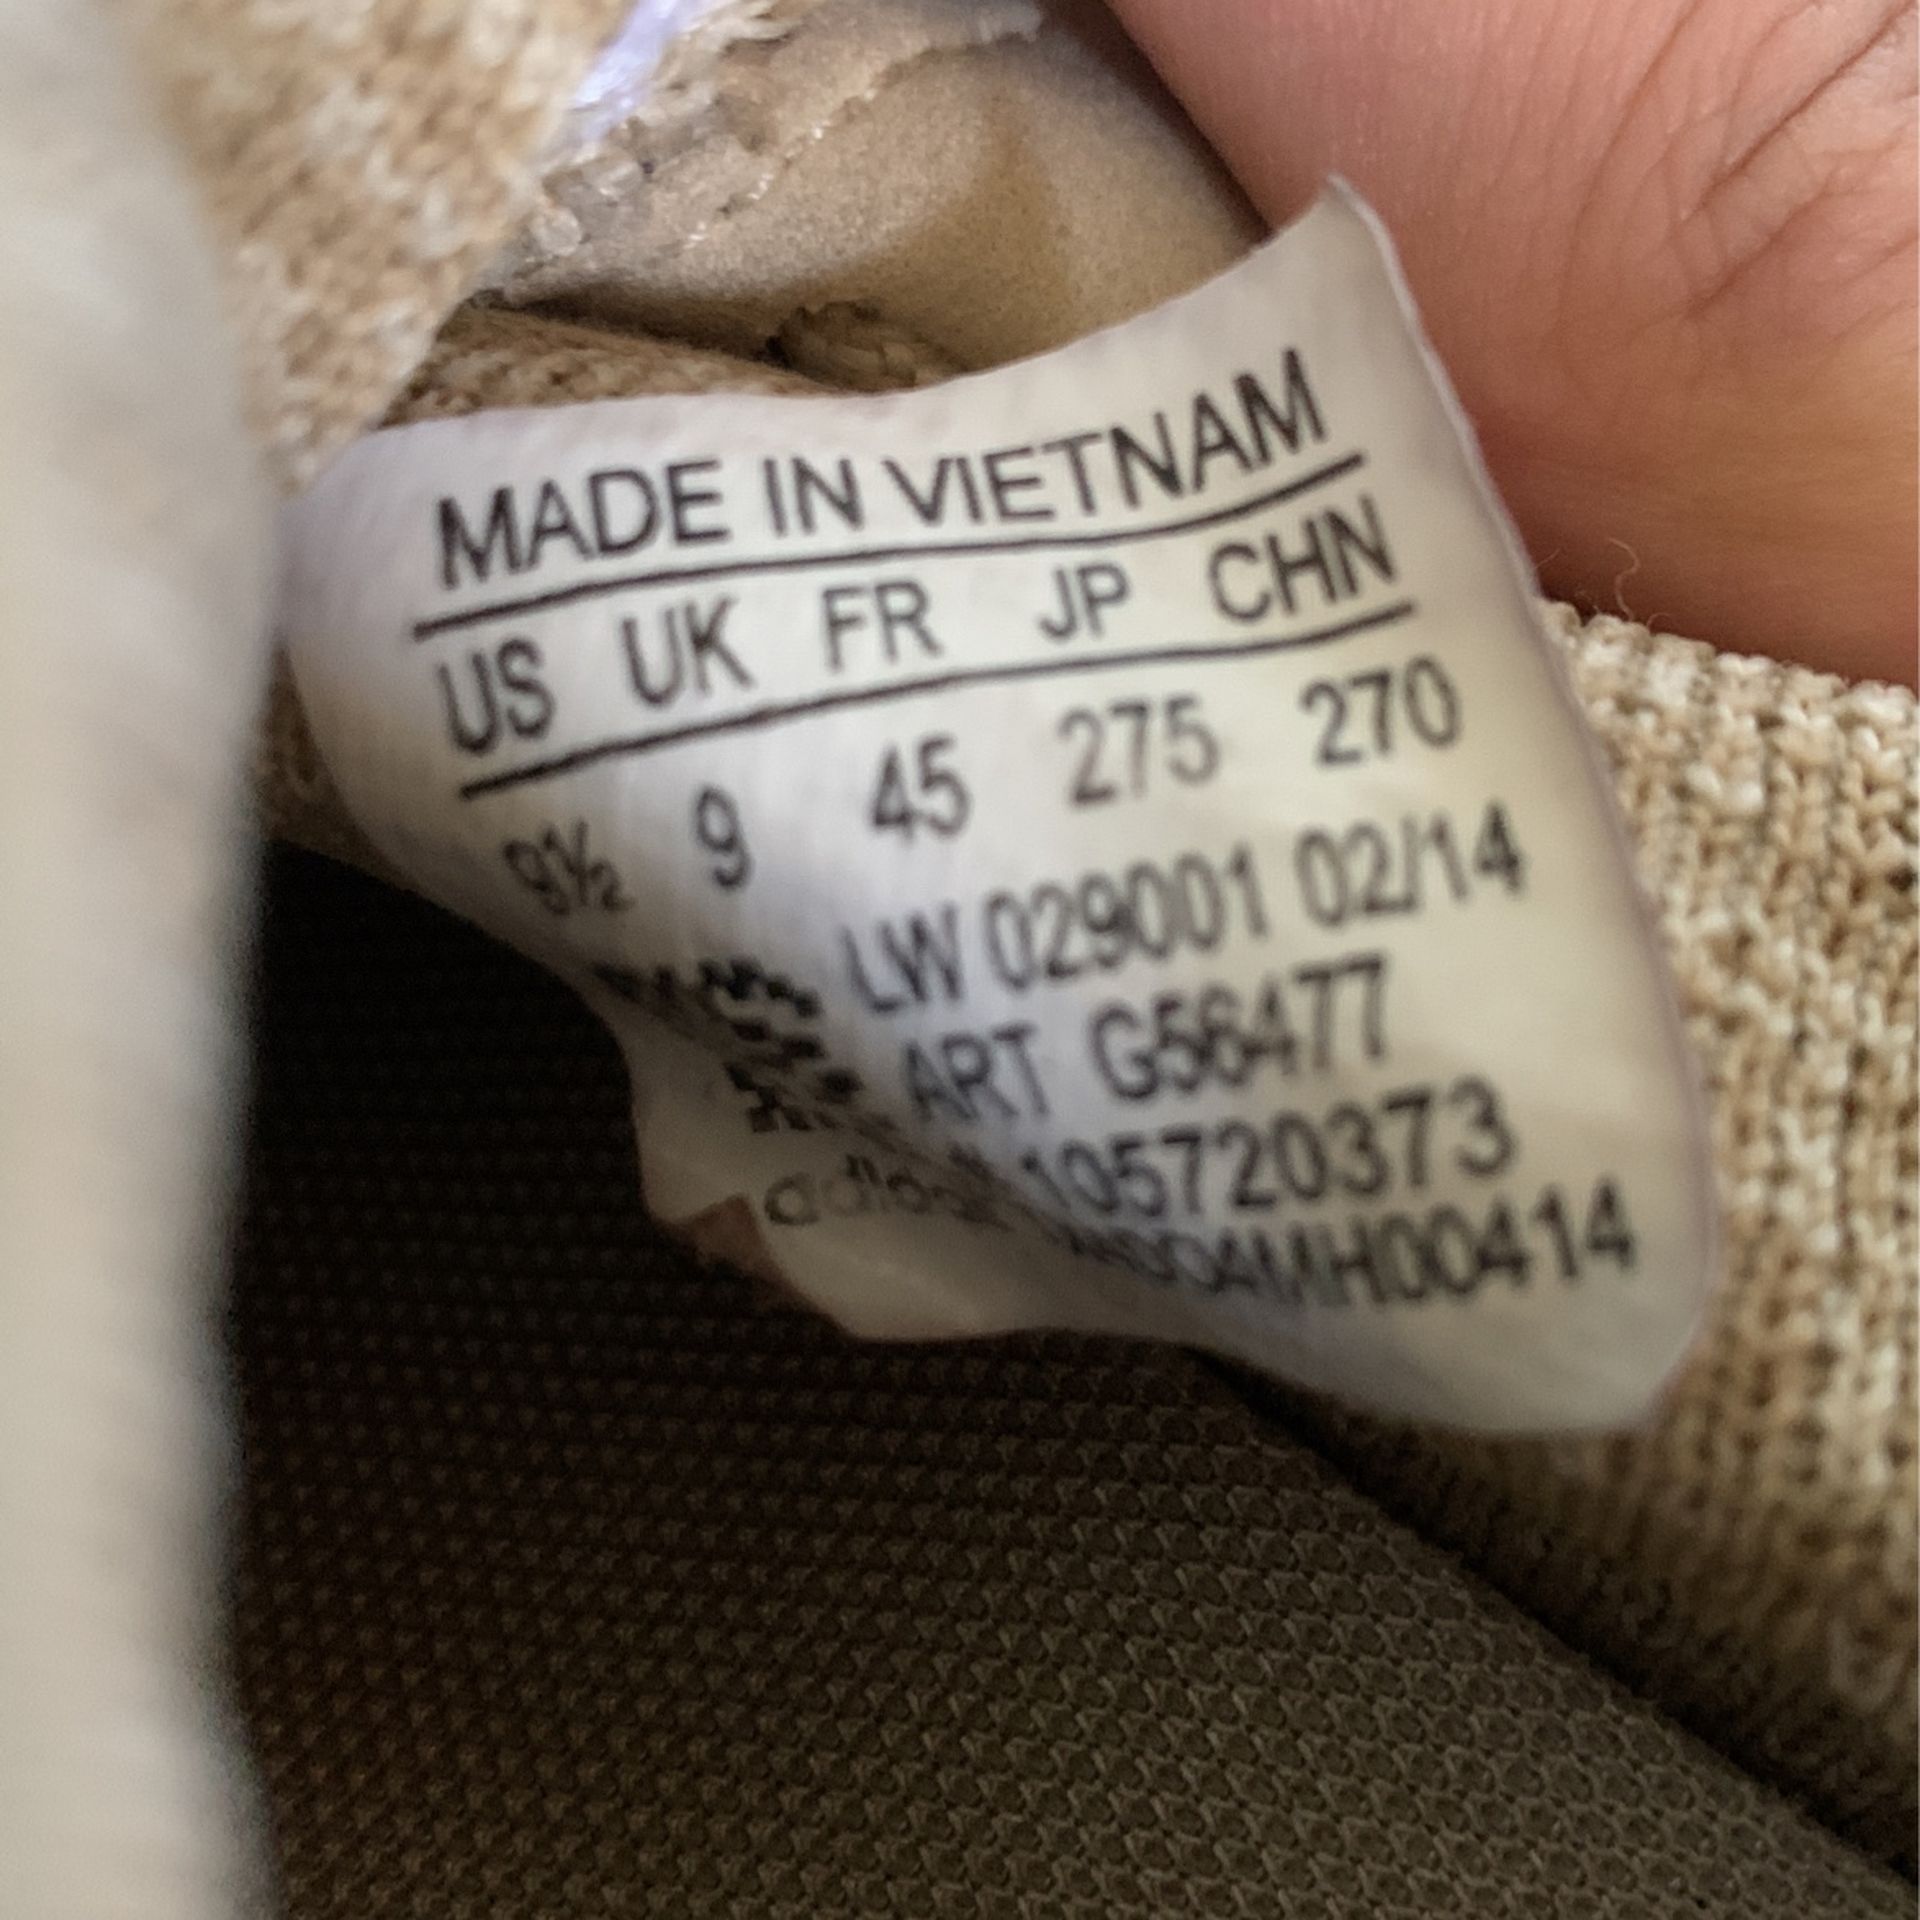 MADE IN VIETNAM
US UK FR JP CHN
9½ 9 45 275 270
LW 029001 02/14
ART G56477
105720373
adidas